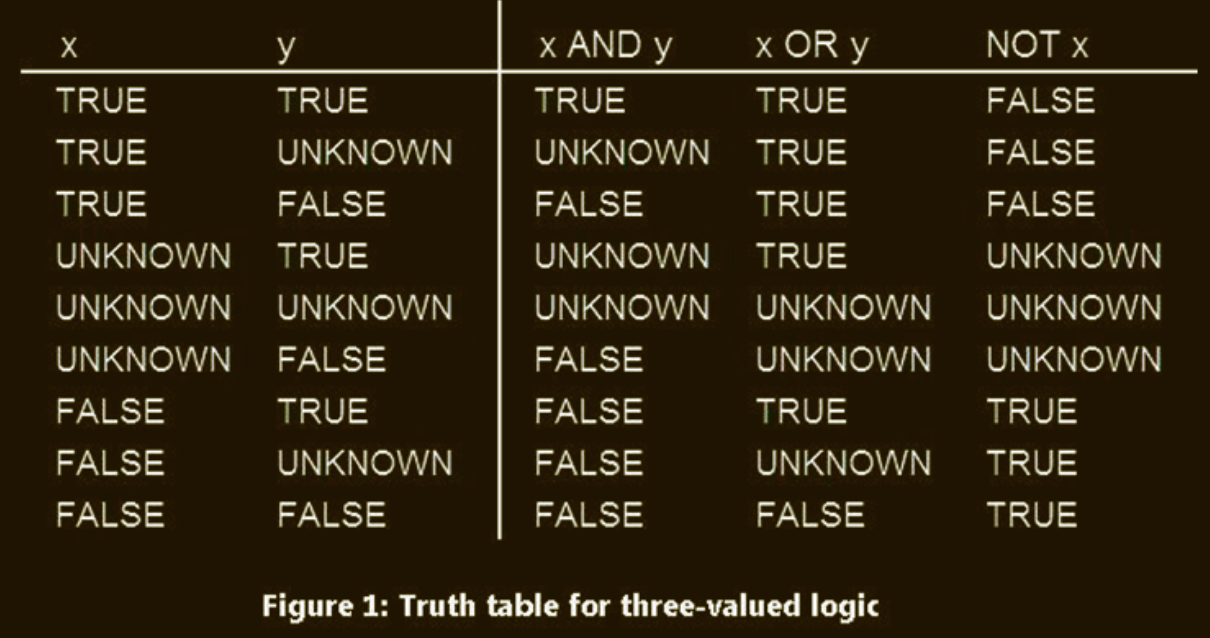 x y x AND y x OR y NOT x
TRUE TRUE TRUE TRUE FALSE
TRUE UNKNOWN UNKNOWN TRUE FALSE
TRUE FALSE FALSE TRUE FALSE
UNKNOWN TRUE UNKNOWN TRUE UNKNOWN
UNKNOWN UNKNOWN UNKNOWN UNKNOWN UNKNOWN
UNKNOWN FALSE FALSE UNKNOWN UNKNOWN
FALSE TRUE FALSE TRUE TRUE
FALSE UNKNOWN FALSE UNKNOWN TRUE
FALSE FALSE FALSE FALSE TRUE
Figure 1: Truth table for three-valued logic